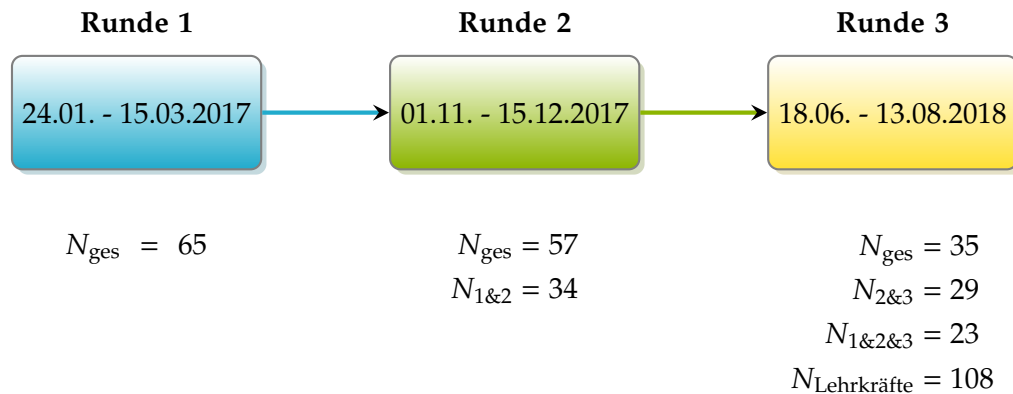 Runde 1 Runde 2 Runde 3
24.01. - 15.03.2017 01.11. - 15.12.2017 18.06. - 13.08.2018
N_ges = 65 N_ges = 57 N_ges = 35
N_1&2 = 34 N_2&3 = 29
N_1&2&3 = 23
N_Lehrkräfte = 108